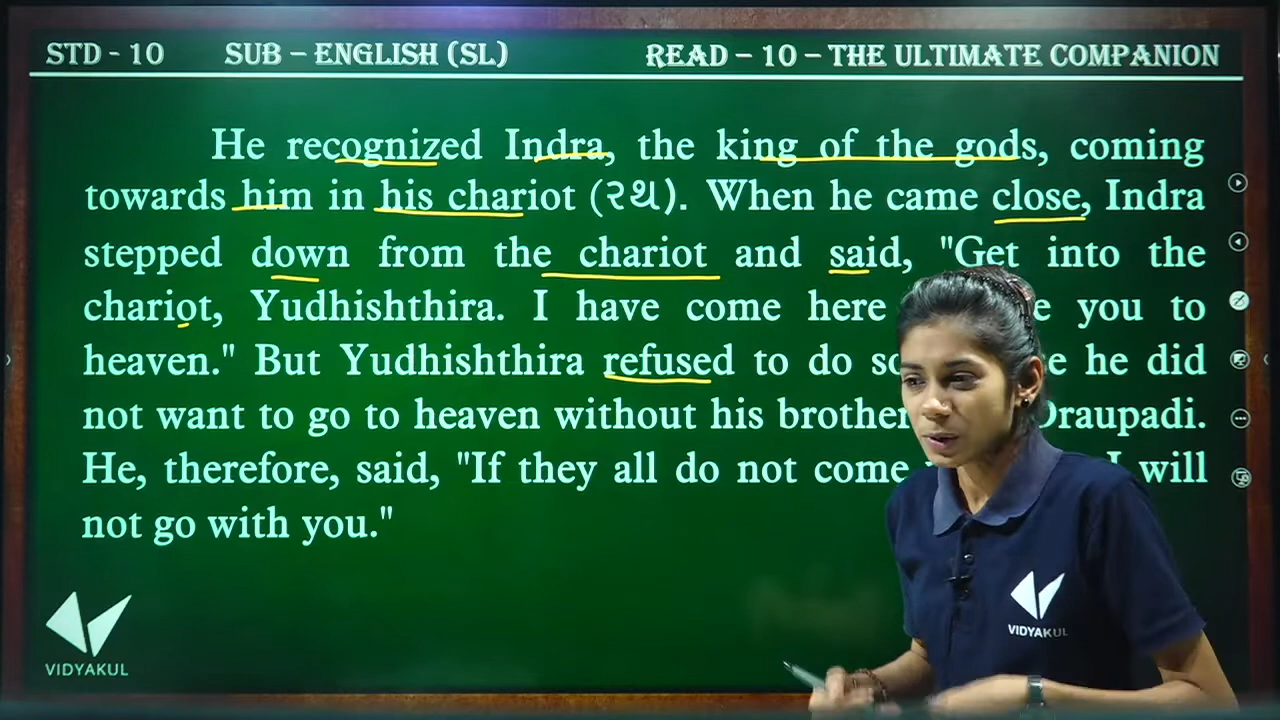 STD - 10 SUB – ENGLISH (SL) READ – 10 – THE ULTIMATE COMPANION
He recognized Indra, the king of the gods, coming
towards him in his chariot (રથ). When he came close, Indra
stepped down from the chariot and said, "Get into the
chariot, Yudhishthira. I have come here you to
heaven." But Yudhishthira refused to do he did
not want to go to heaven without his Draupadi.
He, therefore, said, "If they all do not come I will
not go with you."
VIDYAKUL
VIDYAKUL